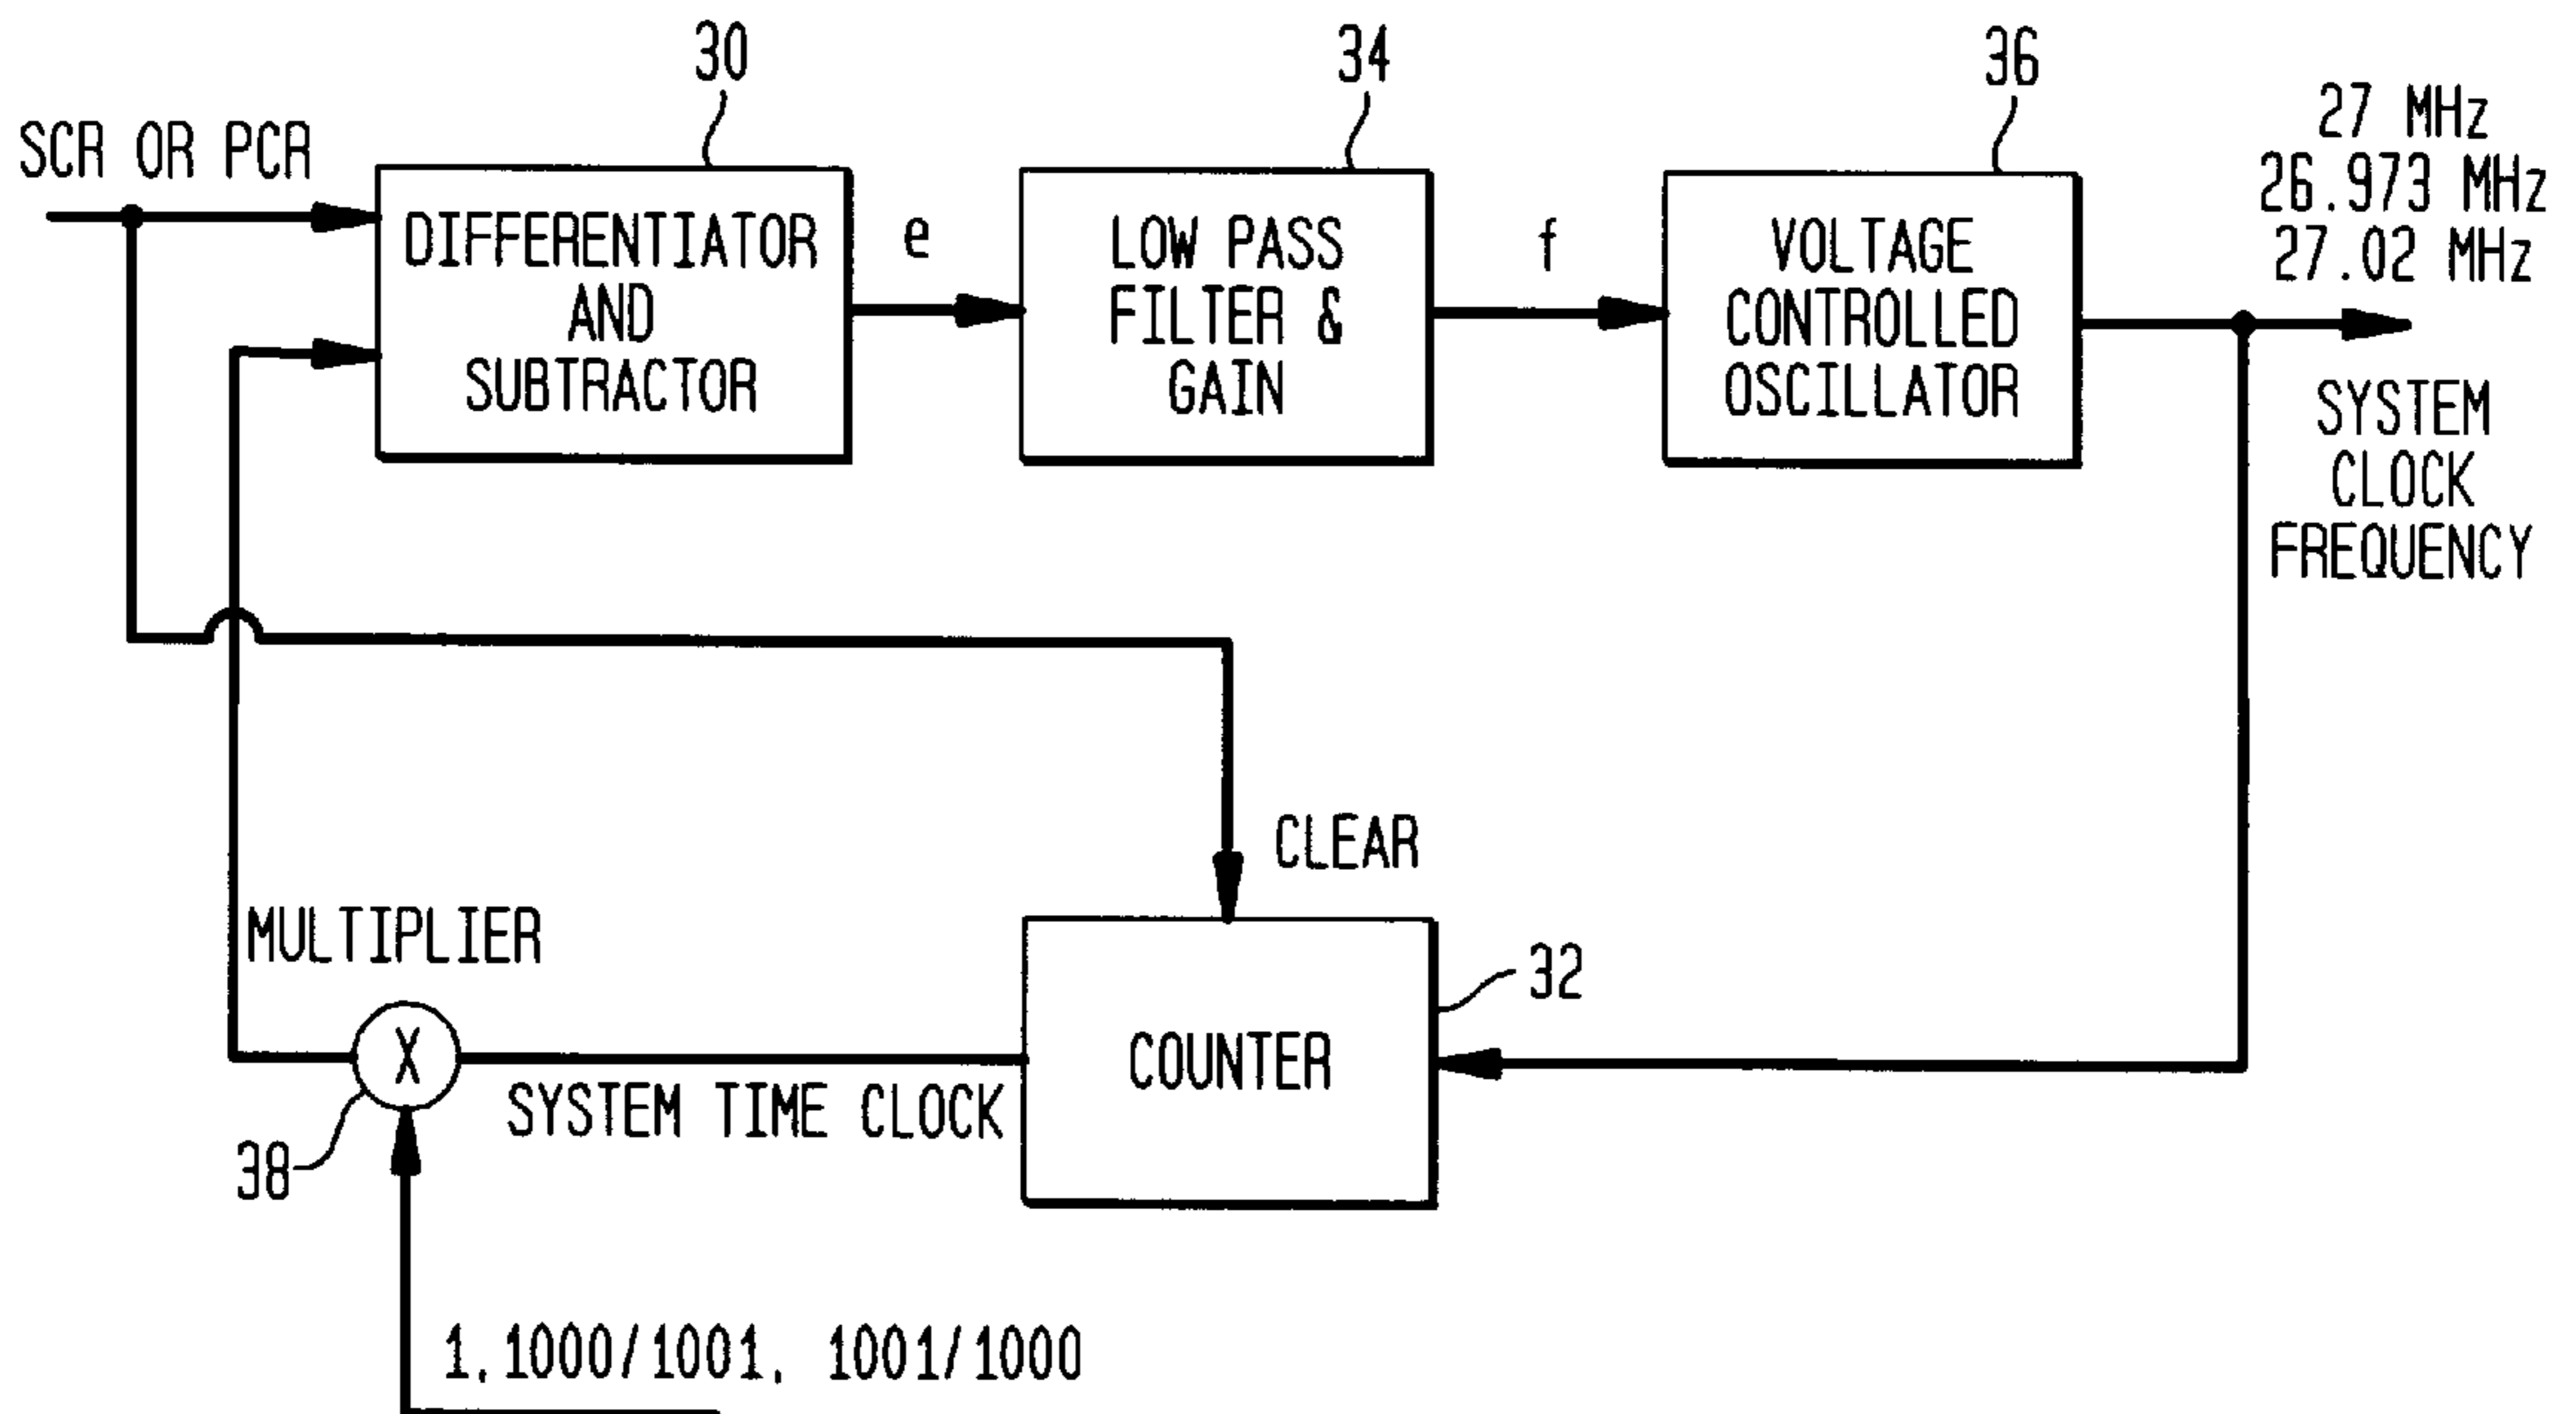 30
34
36
SCR OR PCR
DIFFERENTIATOR
AND
SUBTRACTOR
e
LOW PASS
FILTER &
GAIN
f
VOLTAGE
CONTROLLED
OSCILLATOR
27 MHz
26.973 MHz
27.02 MHz
SYSTEM
CLOCK
FREQUENCY
CLEAR
MULTIPLIER
32
COUNTER
X
SYSTEM TIME CLOCK
38
1, 1000/1001, 1001/1000